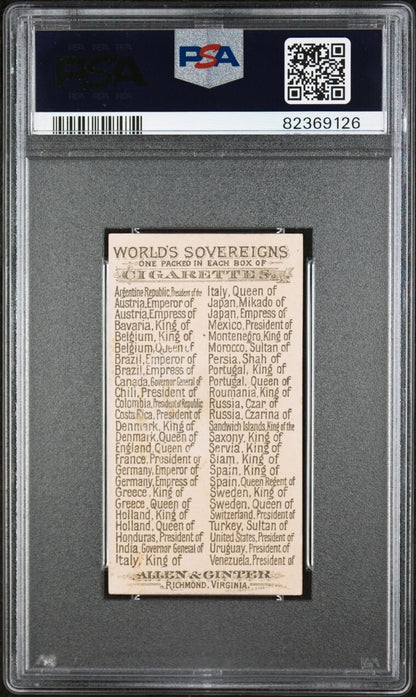 PSA
PSA
82369126
WORLD'S SOVEREIGNS
ONE PACKED IN EACH BOX OF
CIGARETTES.
Argentine Republic, President of the
Austria, Emperor of
Austria, Empress of
Bavaria, King of
Belgium, King of
Belgium, Queen of
Brazil, Emperor of
Brazil, Empress of
Canada, Governor General of
Chili, President of
Colombia, President of Republic
Costa Rica, President of
Denmark, King of
Denmark, Queen of
England, Queen of
France, President of
Germany, Emperor of
Germany, Empress of
Greece, King of
Greece, Queen of
Holland, King of
Holland, Queen of
Honduras, President of
India, Governor General of
Italy, King of
Italy, Queen of
Japan, Mikado of
Japan, Empress of
Mexico, President of
Montenegro, King of
Morocco, Sultan of
Persia, Shah of
Portugal, King of
Portugal, Queen of
Roumania, King of
Russia, Czar of
Russia, Czarina of
Sandwich Islands, King of the
Saxony, King of
Servia, King of
Siam, King of
Spain, King of
Spain, Queen Regent of
Sweden, King of
Sweden, Queen of
Switzerland, President of
Turkey, Sultan of
United States, President of
Uruguay, President of
Venezuela, President of
ALLEN & GINTER
RICHMOND, VIRGINIA.